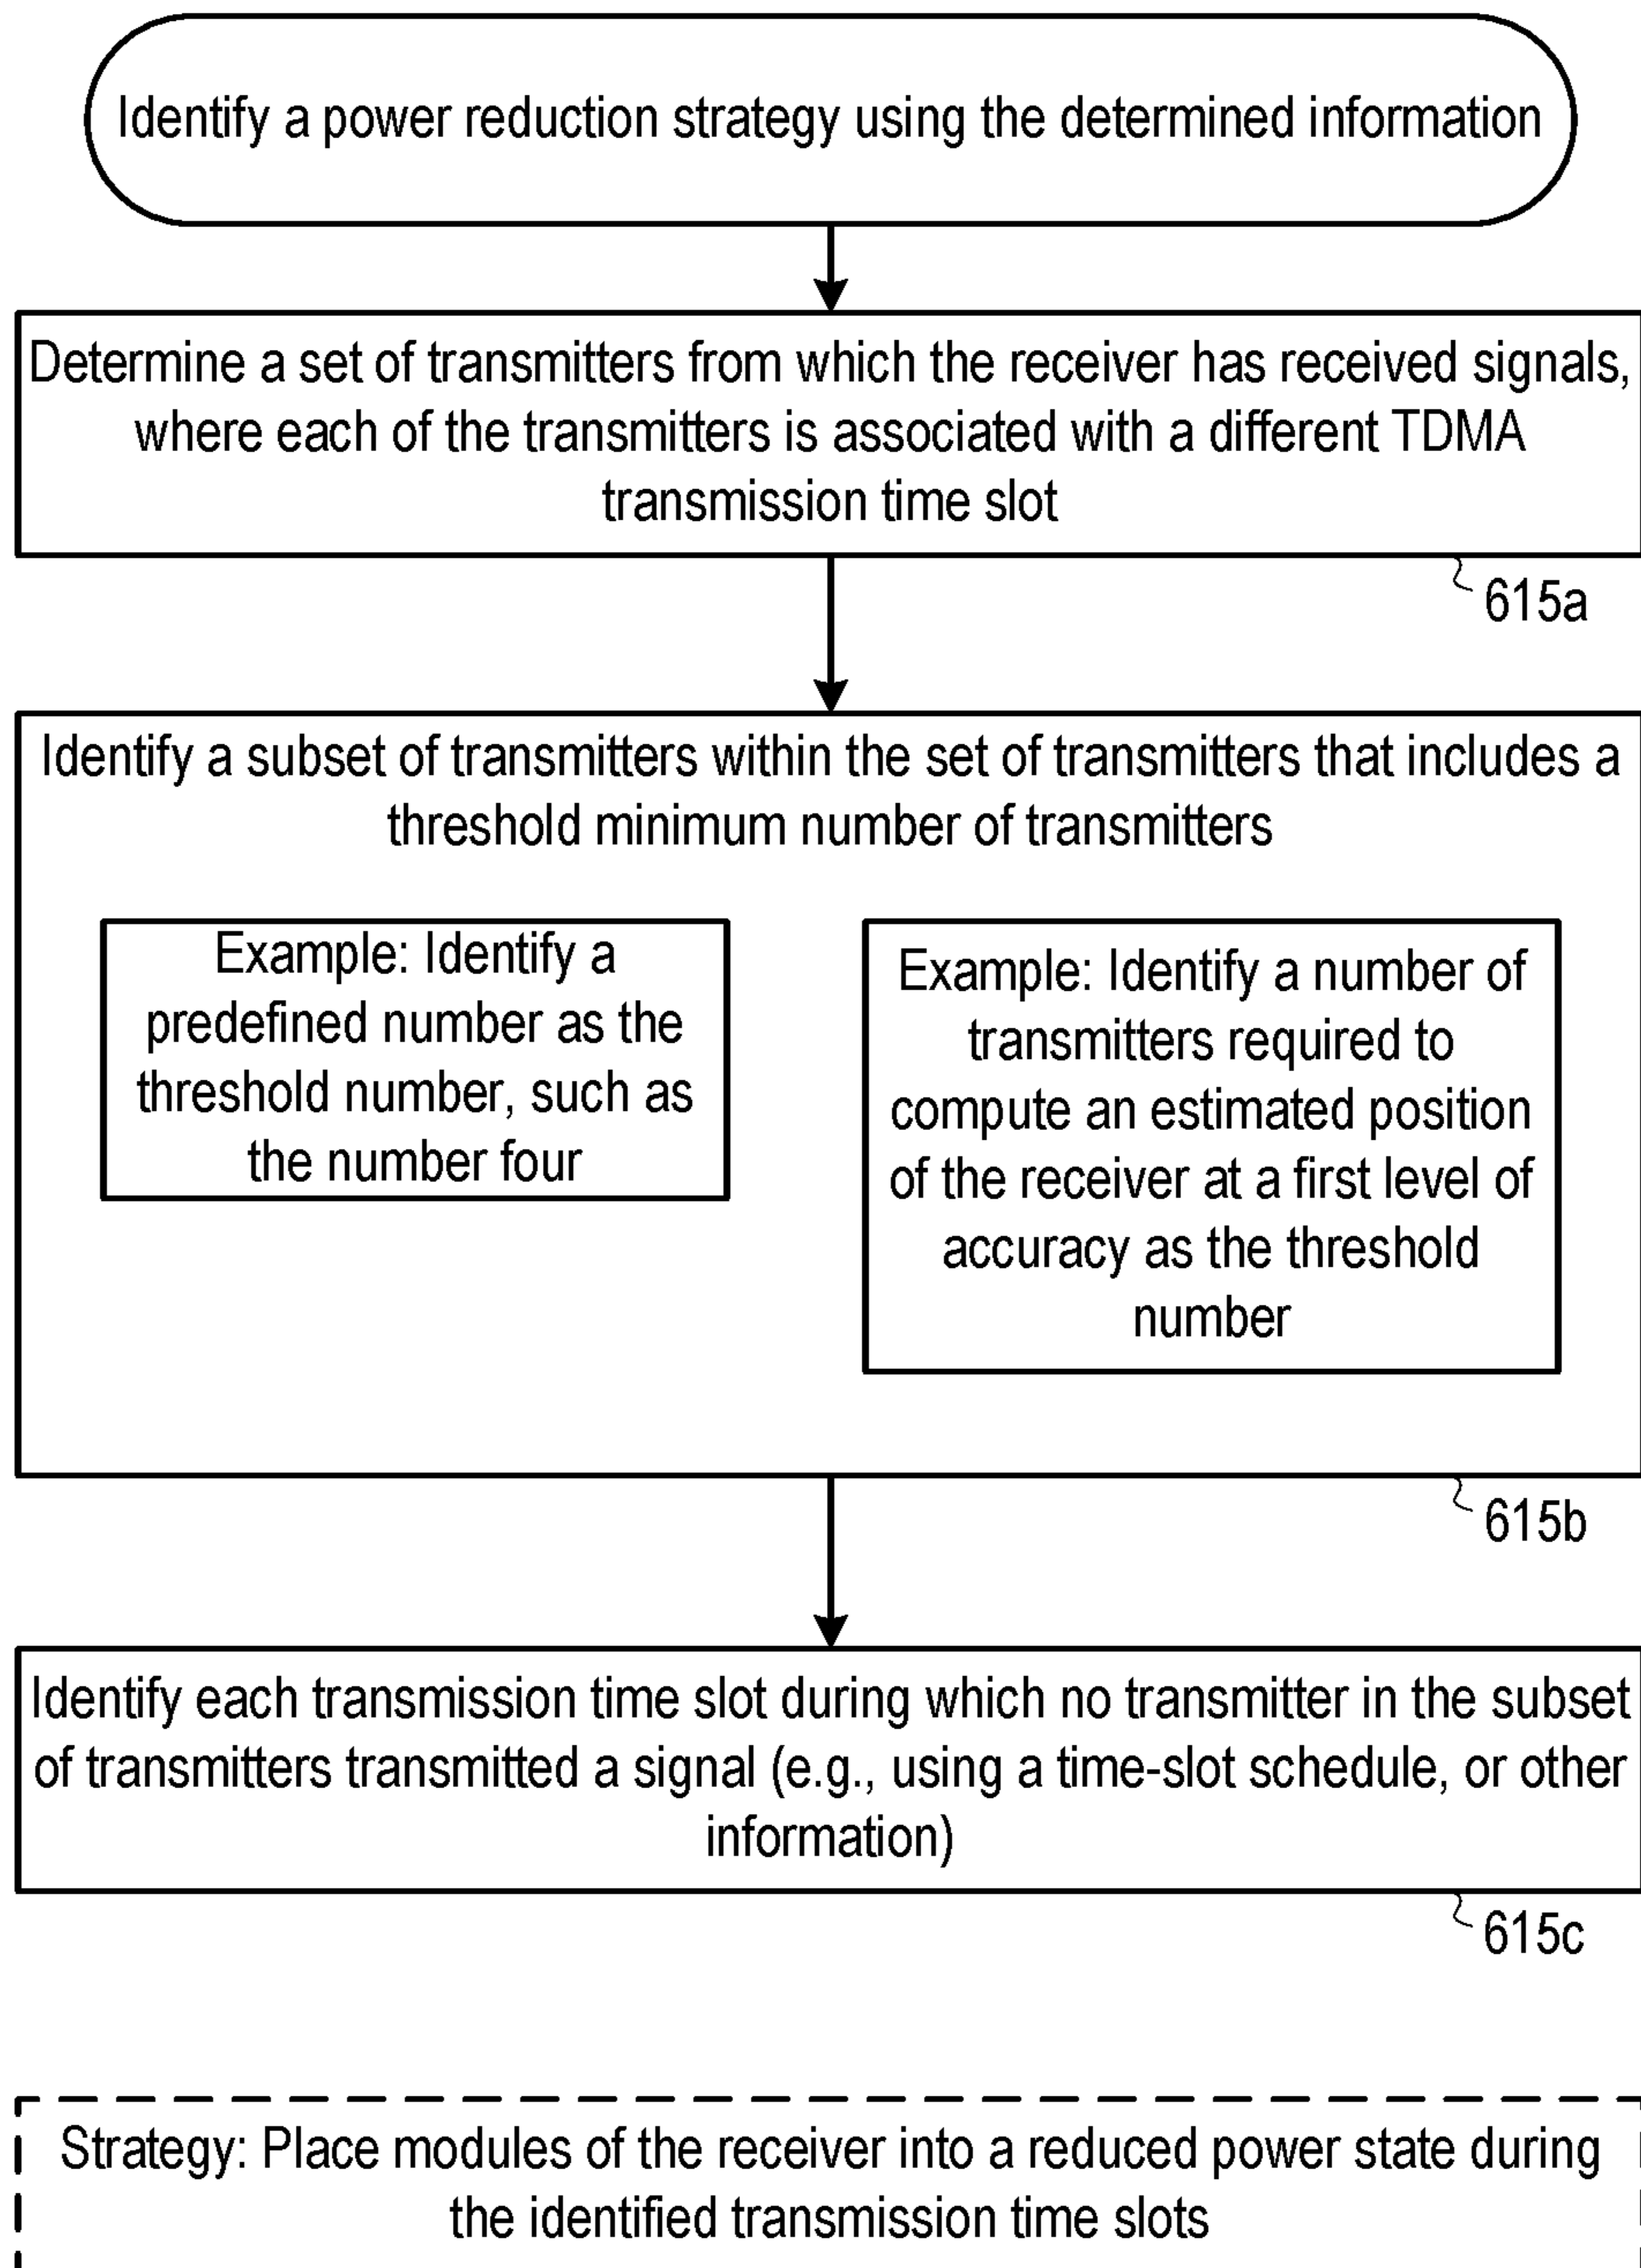 Identify a power reduction strategy using the determined information
Determine a set of transmitters from which the receiver has received signals,
where each of the transmitters is associated with a different TDMA
transmission time slot
615a
Identify a subset of transmitters within the set of transmitters that includes a
threshold minimum number of transmitters
Example: Identify a
predefined number as the
threshold number, such as
the number four
Example: Identify a number of
transmitters required to
compute an estimated position
of the receiver at a first level of
accuracy as the threshold
number
615b
Identify each transmission time slot during which no transmitter in the subset
of transmitters transmitted a signal (e.g., using a time-slot schedule, or other
information)
615c
Strategy: Place modules of the receiver into a reduced power state during
the identified transmission time slots